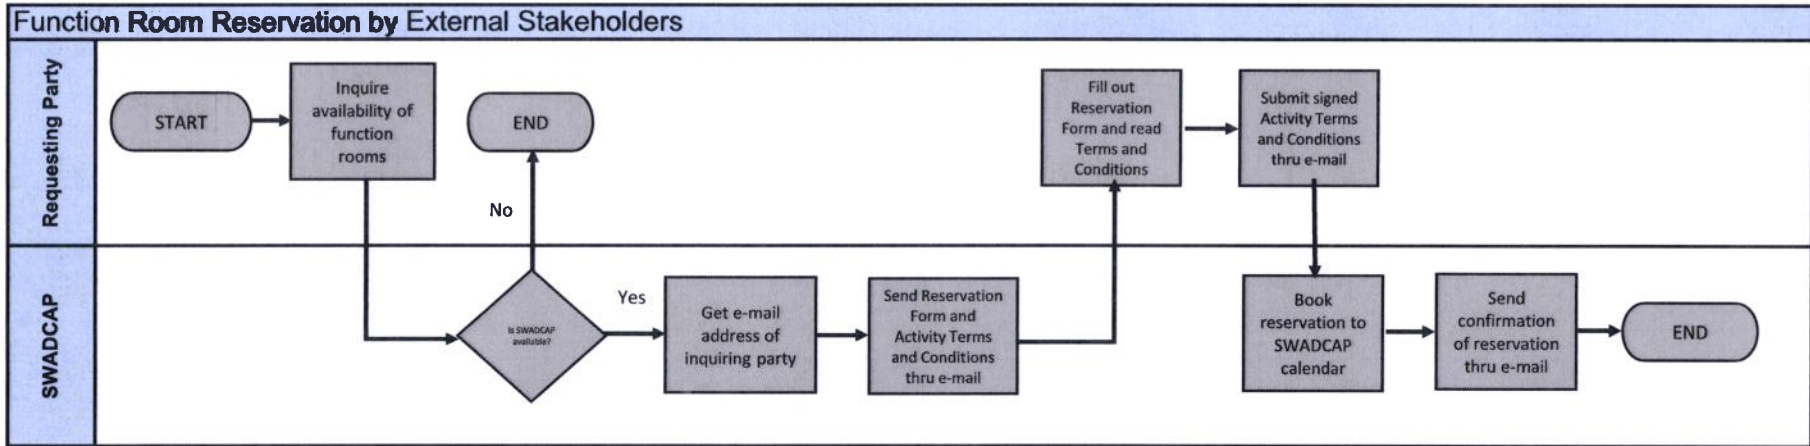 Function Room Reservation by External Stakeholders
Requesting Party
START
Inquire
availability of
function
rooms
END
Fill out
Reservation
Form and read
Terms and
Conditions
Submit signed
Activity Terms
and Conditions
thru e-mail
No
SWADCAP
Is SWADCAP
available?
Yes
Get e-mail
address of
inquiring party
Send Reservation
Form and
Activity Terms
and Conditions
thru e-mail
Book
reservation to
SWADCAP
calendar
Send
confirmation
of reservation
thru e-mail
END